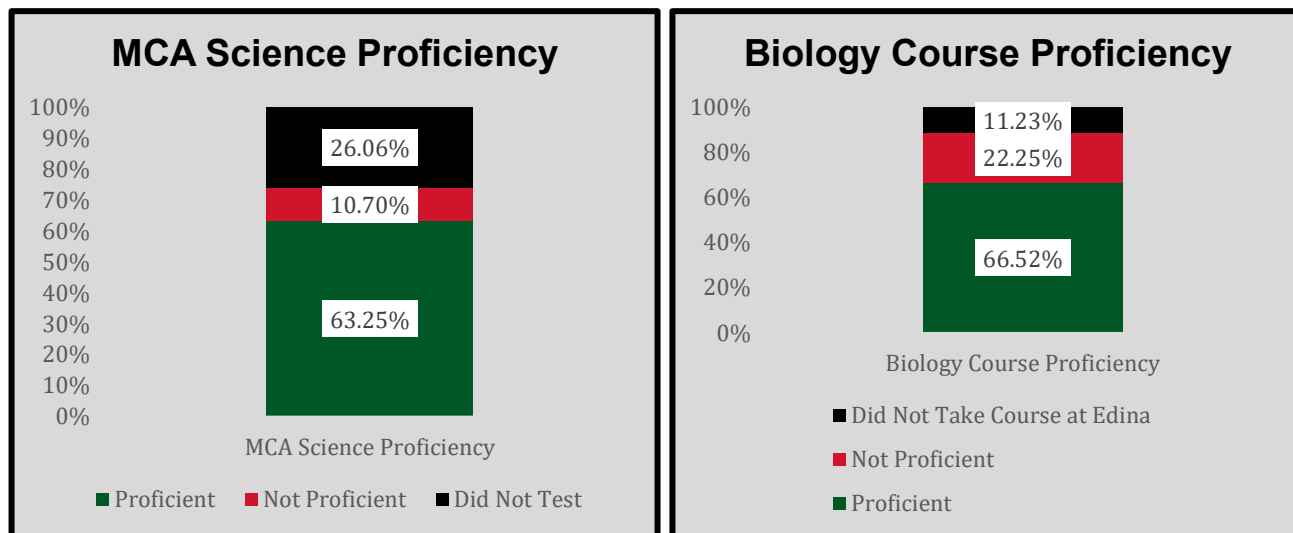 MCA Science Proficiency
100%
90%
80%
70%
60%
50%
40%
30%
20%
10%
0%
26.06%
10.70%
63.25%
MCA Science Proficiency
Proficient Not Proficient Did Not Test
Biology Course Proficiency
100%
80%
60%
40%
20%
0%
11.23%
22.25%
66.52%
Biology Course Proficiency
Did Not Take Course at Edina
Not Proficient
Proficient